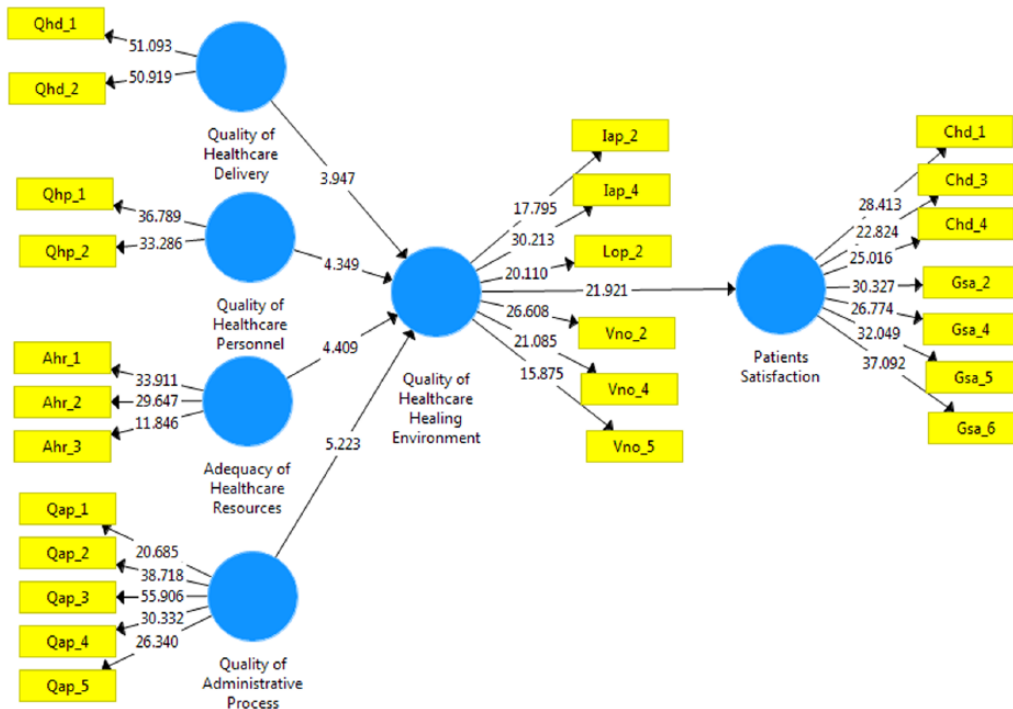 Qhd_1
51.093
50.919
Qhd_2
Quality of
Healthcare
Delivery
3.947
Qhp_1
36.789
33.286
Qhp_2
Quality of
Healthcare
Personnel
4.349
Ahr_1
33.911
Ahr_2
29.647
11.846
Ahr_3
Adequacy of
Healthcare
Resources
4.409
Qap_1
20.685
Qap_2
38.718
Qap_3
55.906
30.332
Qap_4
26.340
Qap_5
Quality of
Administrative
Process
5.223
Quality of
Healthcare
Healing
Environment
Iap_2
17.795
Iap_4
30.213
Lop_2
20.110
21.921
26.608
Vno_2
21.085
Vno_4
15.875
Vno_5
Patients
Satisfaction
Chd_1
28.413
Chd_3
22.824
Chd_4
25.016
Gsa_2
30.327
26.774
Gsa_4
32.049
Gsa_5
37.092
Gsa_6